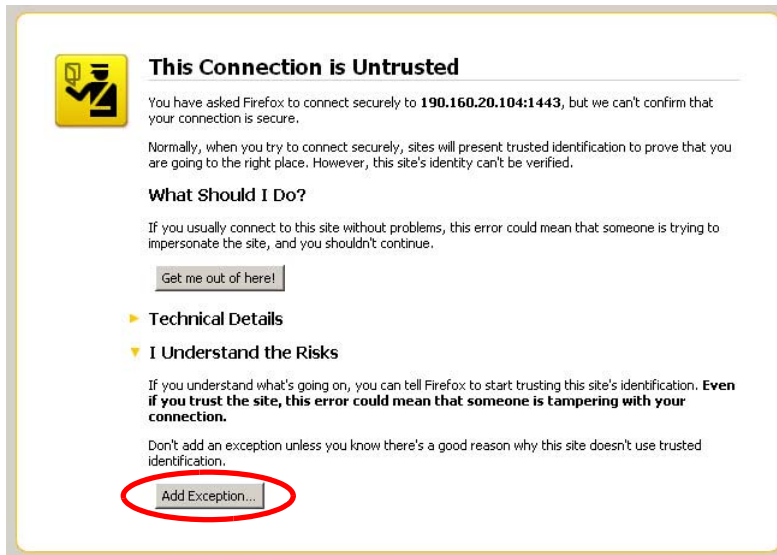 This Connection is Untrusted
You have asked Firefox to connect securely to 190.160.20.104:1443, but we can't confirm that
your connection is secure.
Normally, when you try to connect securely, sites will present trusted identification to prove that you
are going to the right place. However, this site's identity can't be verified.
What Should I Do?
If you usually connect to this site without problems, this error could mean that someone is trying to
impersonate the site, and you shouldn't continue.
Get me out of here!
Technical Details
I Understand the Risks
If you understand what's going on, you can tell Firefox to start trusting this site's identification. Even
if you trust the site, this error could mean that someone is tampering with your
connection.
Don't add an exception unless you know there's a good reason why this site doesn't use trusted
identification.
Add Exception...